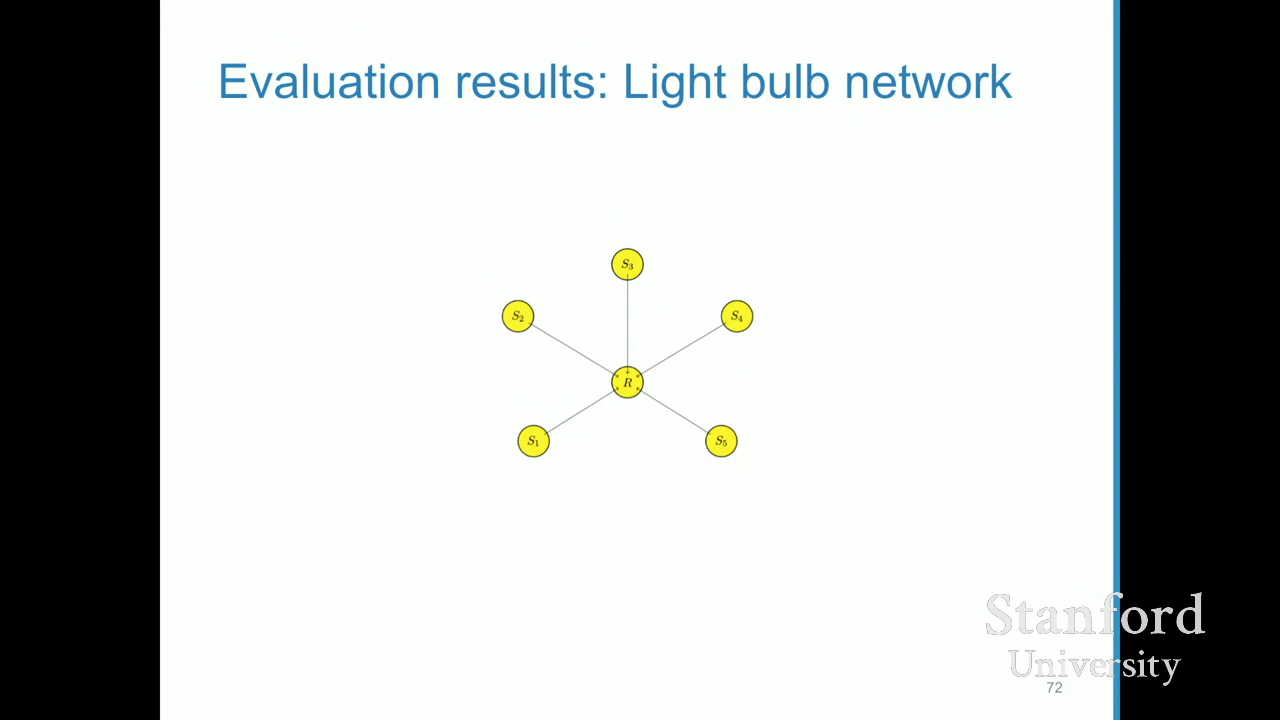 Evaluation results: Light bulb network
S3
S2
S4
R
S1
S5
Stanford
University
72